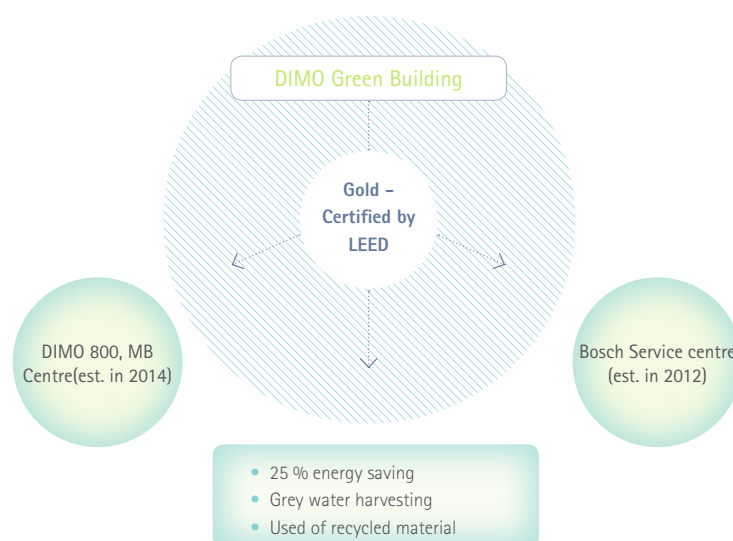 DIMO Green Building
Gold -
Certified by
LEED
DIMO 800, MB
Centre(est. in 2014)
Bosch Service centre
(est. in 2012)
• 25 % energy saving
• Grey water harvesting
• Used of recycled material